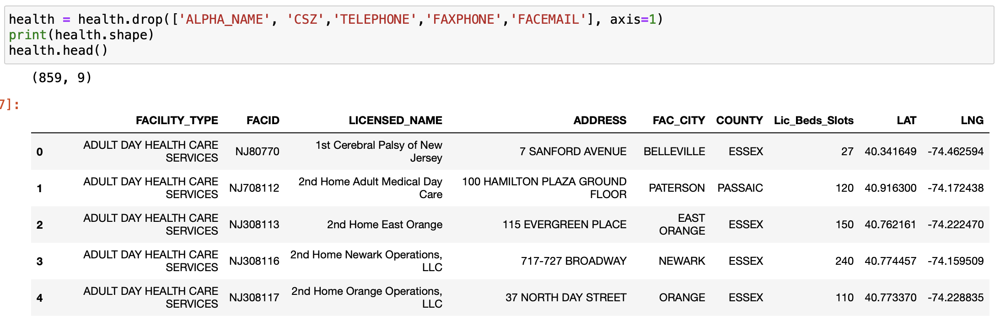 health = health.drop(['ALPHA_NAME', 'CSZ','TELEPHONE','FAXPHONE','FACEMAIL'], axis=1)
print(health.shape)
health.head()
(859, 9)
7]:
FACILITY_TYPE FACID LICENSED_NAME ADDRESS FAC_CITY COUNTY Lic_Beds_Slots LAT LNG
0 ADULT DAY HEALTH CARE SERVICES NJ80770 1st Cerebral Palsy of New Jersey 7 SANFORD AVENUE BELLEVILLE ESSEX 27 40.341649 -74.462594
1 ADULT DAY HEALTH CARE SERVICES NJ708112 2nd Home Adult Medical Day Care 100 HAMILTON PLAZA GROUND FLOOR PATERSON PASSAIC 120 40.916300 -74.172438
2 ADULT DAY HEALTH CARE SERVICES NJ308113 2nd Home East Orange 115 EVERGREEN PLACE EAST ORANGE ESSEX 150 40.762161 -74.222470
3 ADULT DAY HEALTH CARE SERVICES NJ308116 2nd Home Newark Operations, LLC 717-727 BROADWAY NEWARK ESSEX 240 40.774457 -74.159509
4 ADULT DAY HEALTH CARE SERVICES NJ308117 2nd Home Orange Operations, LLC 37 NORTH DAY STREET ORANGE ESSEX 110 40.773370 -74.228835